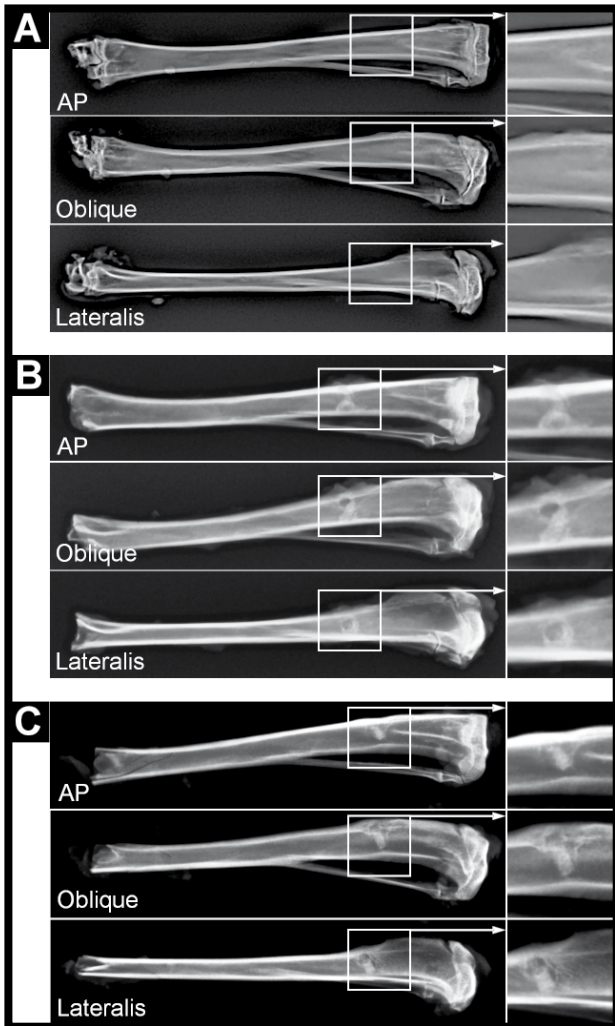 A
AP
Oblique
Lateralis
B
AP
Oblique
Lateralis
C
AP
Oblique
Lateralis